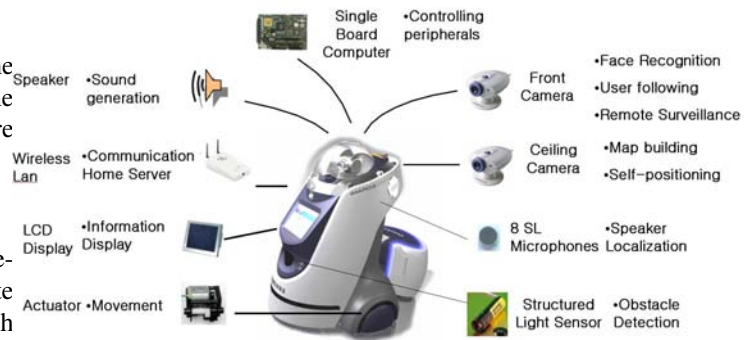 Single
Board
Computer
•Controlling
peripherals
Speaker
•Sound
generation
Front
Camera
•Face Recognition
•User following
•Remote Surveillance
Wireless
Lan
•Communication
Home Server
Ceiling
Camera
•Map building
•Self-positioning
LCD
Display
•Information
Display
8 SL
Microphones
•Speaker
Localization
Actuator
•Movement
Structured
Light Sensor
•Obstacle
Detection